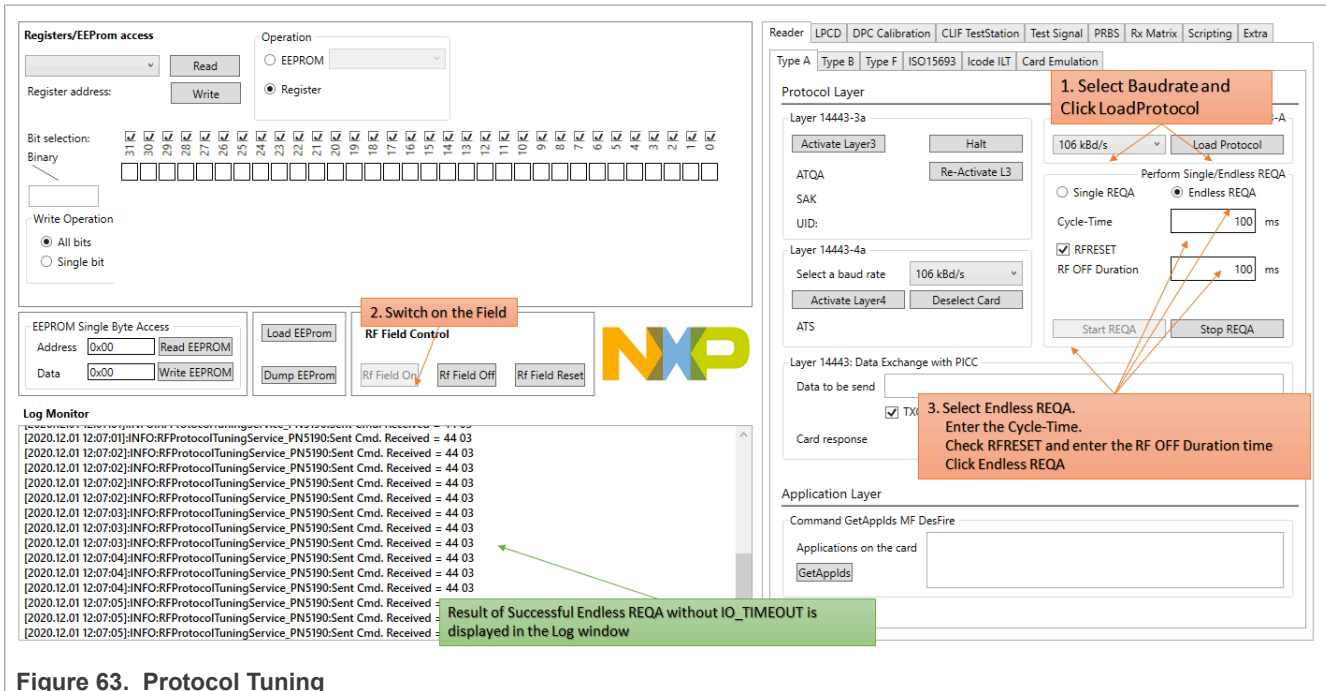 Registers/EEProm access
Read
Register address:
Write
Operation
EEPROM
Register
Bit selection:
31 30 29 28 27 26 25 24 23 22 21 20 19 18 17 16 15 14 13 12 11 10 9 8 7 6 5 4 3 2 1 0
Binary
Write Operation
All bits
Single bit
EEPROM Single Byte Access
Address 0x00 Read EEPROM
Data 0x00 Write EEPROM
Load EEProm
Dump EEProm
2. Switch on the Field
RF Field Control
Rf Field On Rf Field Off Rf Field Reset
NXP
Log Monitor
[2020.12.01 12:07:01]:INFO:RFProtocolTuningService_PN5190:Sent Cmd. Received = 44 03
[2020.12.01 12:07:01]:INFO:RFProtocolTuningService_PN5190:Sent Cmd. Received = 44 03
[2020.12.01 12:07:02]:INFO:RFProtocolTuningService_PN5190:Sent Cmd. Received = 44 03
[2020.12.01 12:07:02]:INFO:RFProtocolTuningService_PN5190:Sent Cmd. Received = 44 03
[2020.12.01 12:07:02]:INFO:RFProtocolTuningService_PN5190:Sent Cmd. Received = 44 03
[2020.12.01 12:07:02]:INFO:RFProtocolTuningService_PN5190:Sent Cmd. Received = 44 03
[2020.12.01 12:07:03]:INFO:RFProtocolTuningService_PN5190:Sent Cmd. Received = 44 03
[2020.12.01 12:07:03]:INFO:RFProtocolTuningService_PN5190:Sent Cmd. Received = 44 03
[2020.12.01 12:07:03]:INFO:RFProtocolTuningService_PN5190:Sent Cmd. Received = 44 03
[2020.12.01 12:07:04]:INFO:RFProtocolTuningService_PN5190:Sent Cmd. Received = 44 03
[2020.12.01 12:07:04]:INFO:RFProtocolTuningService_PN5190:Sent Cmd. Received = 44 03
[2020.12.01 12:07:04]:INFO:RFProtocolTuningService_PN5190:Sent Cmd. Received = 44 03
[2020.12.01 12:07:05]:INFO:RFProtocolTuningService_PN5190:Sent Cmd. Received =
[2020.12.01 12:07:05]:INFO:RFProtocolTuningService_PN5190:Sent Cmd. Received =
[2020.12.01 12:07:05]:INFO:RFProtocolTuningService_PN5190:Sent Cmd. Received =
Result of Successful Endless REQA without IO_TIMEOUT is
displayed in the Log window
Reader LPCD DPC Calibration CLIF TestStation Test Signal PRBS Rx Matrix Scripting Extra
Type A Type B Type F ISO15693 Icode ILT Card Emulation
Protocol Layer
Layer 14443-3a
Activate Layer3 Halt
ATQA Re-Activate L3
SAK
UID:
Layer 14443-4a
Select a baud rate 106 kBd/s
Activate Layer4 Deselect Card
ATS
1. Select Baudrate and
Click LoadProtocol
-A
106 kBd/s Load Protocol
Perform Single/Endless REQA
Single REQA Endless REQA
Cycle-Time 100 ms
RFRESET
RF OFF Duration 100 ms
Start REQA Stop REQA
Layer 14443: Data Exchange with PICC
Data to be send
Card response
3. Select Endless REQA.
Enter the Cycle-Time.
Check RFRESET and enter the RF OFF Duration time
Click Endless REQA
Application Layer
Command GetAppIds MF DesFire
Applications on the card
GetAppIds
Figure 63. Protocol Tuning